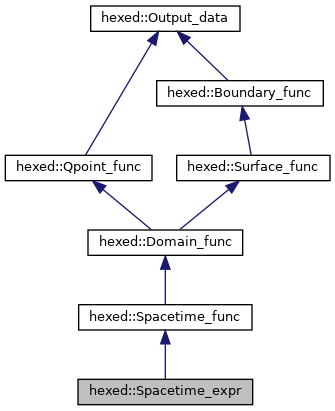 hexed::Output_data
hexed::Boundary_func
hexed::Qpoint_func
hexed::Surface_func
hexed::Domain_func
hexed::Spacetime_func
hexed::Spacetime_expr